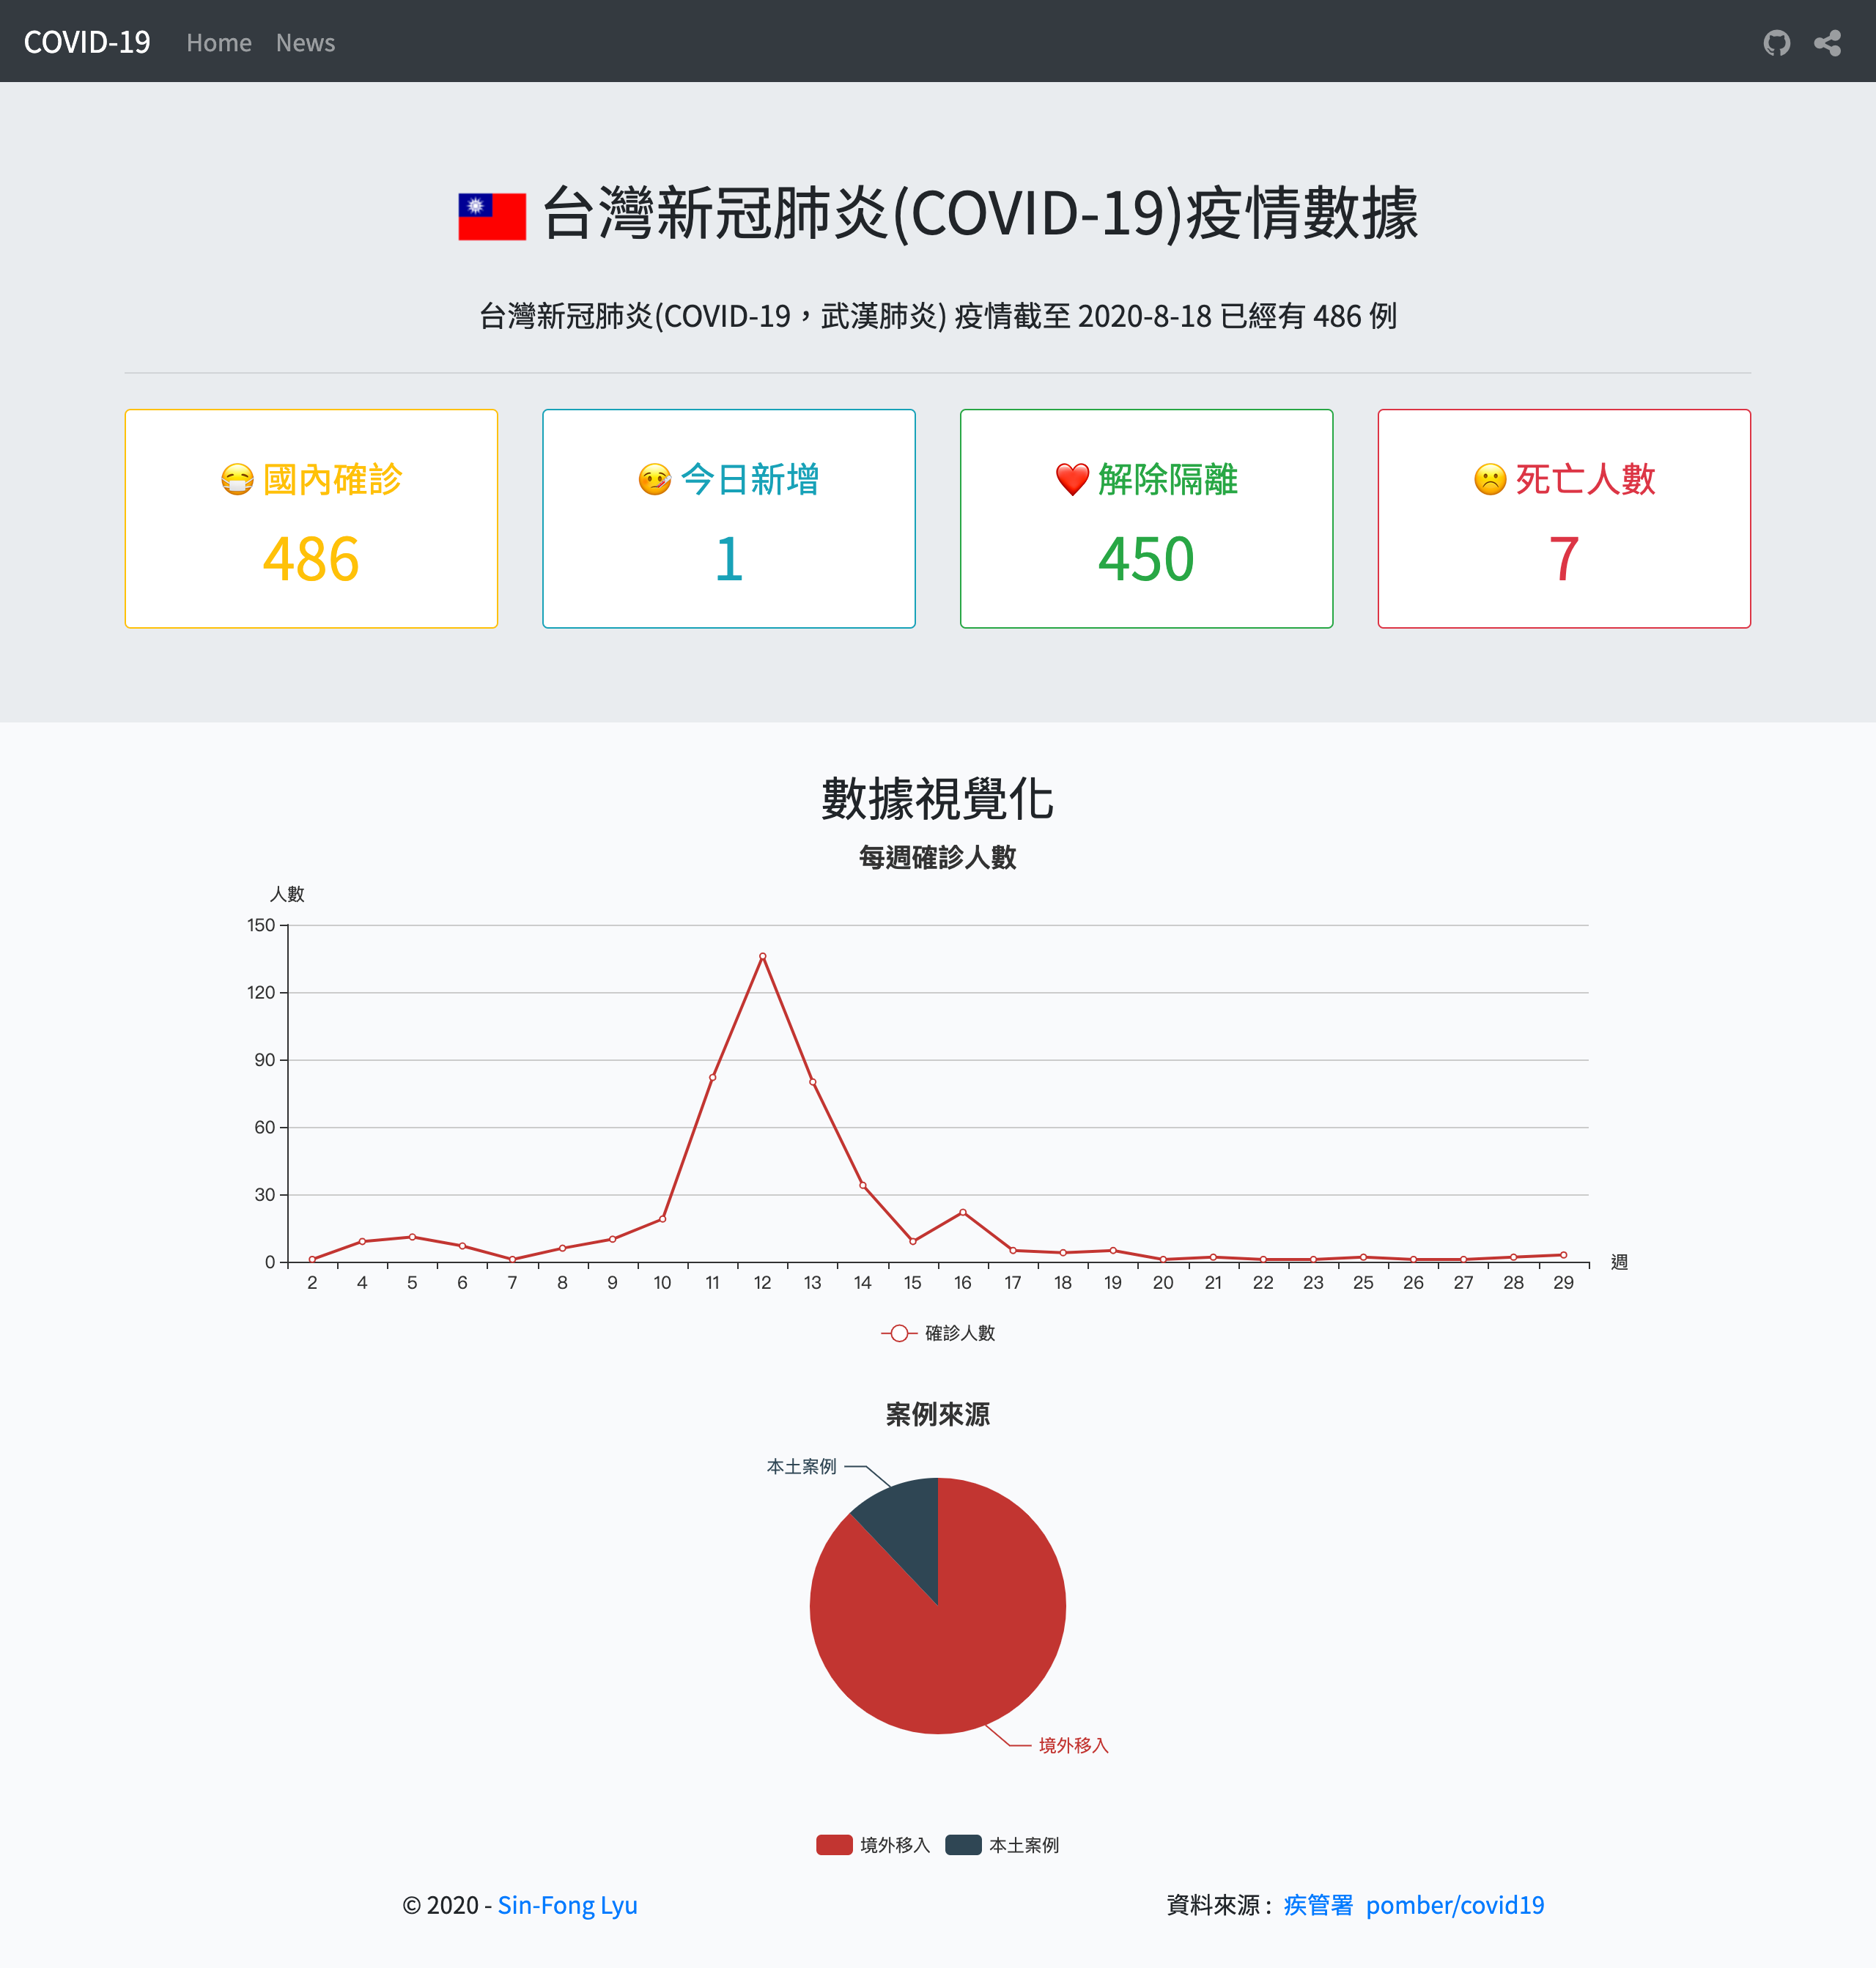 COVID-19 Home News
台灣新冠肺炎(COVID-19)疫情數據
台灣新冠肺炎(COVID-19，武漢肺炎) 疫情截至 2020-8-18 已經有 486 例
😷 國內確診
486
🤒 今日新增
1
❤️ 解除隔離
450
☹️ 死亡人數
7
數據視覺化
每週確診人數
人數
150
120
90
60
30
0
2 4 5 6 7 8 9 10 11 12 13 14 15 16 17 18 19 20 21 22 23 25 26 27 28 29
週
確診人數
案例來源
本土案例
境外移入
境外移入 本土案例
© 2020 - Sin-Fong Lyu
資料來源 : 疾管署 pomber/covid19